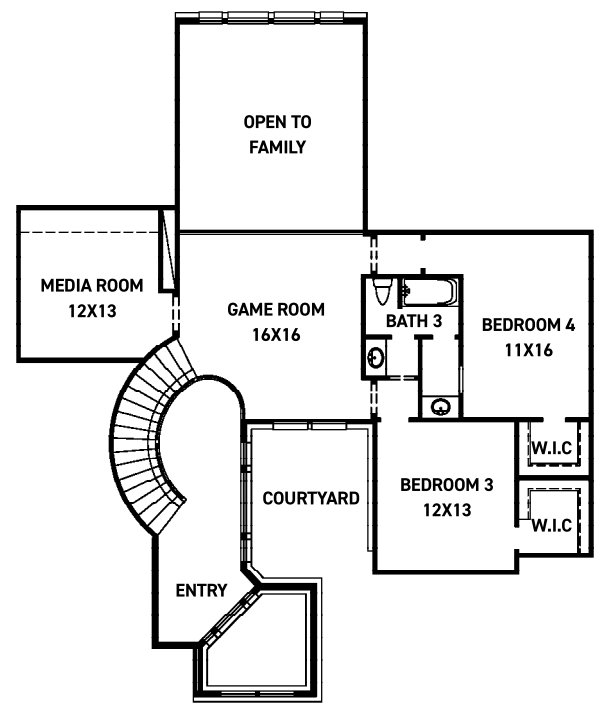 OPEN TO
FAMILY
MEDIA ROOM
12X13
GAME ROOM
16X16
BATH 3
BEDROOM 4
11X16
W.I.C
BEDROOM 3
12X13
COURTYARD
W.I.C
ENTRY